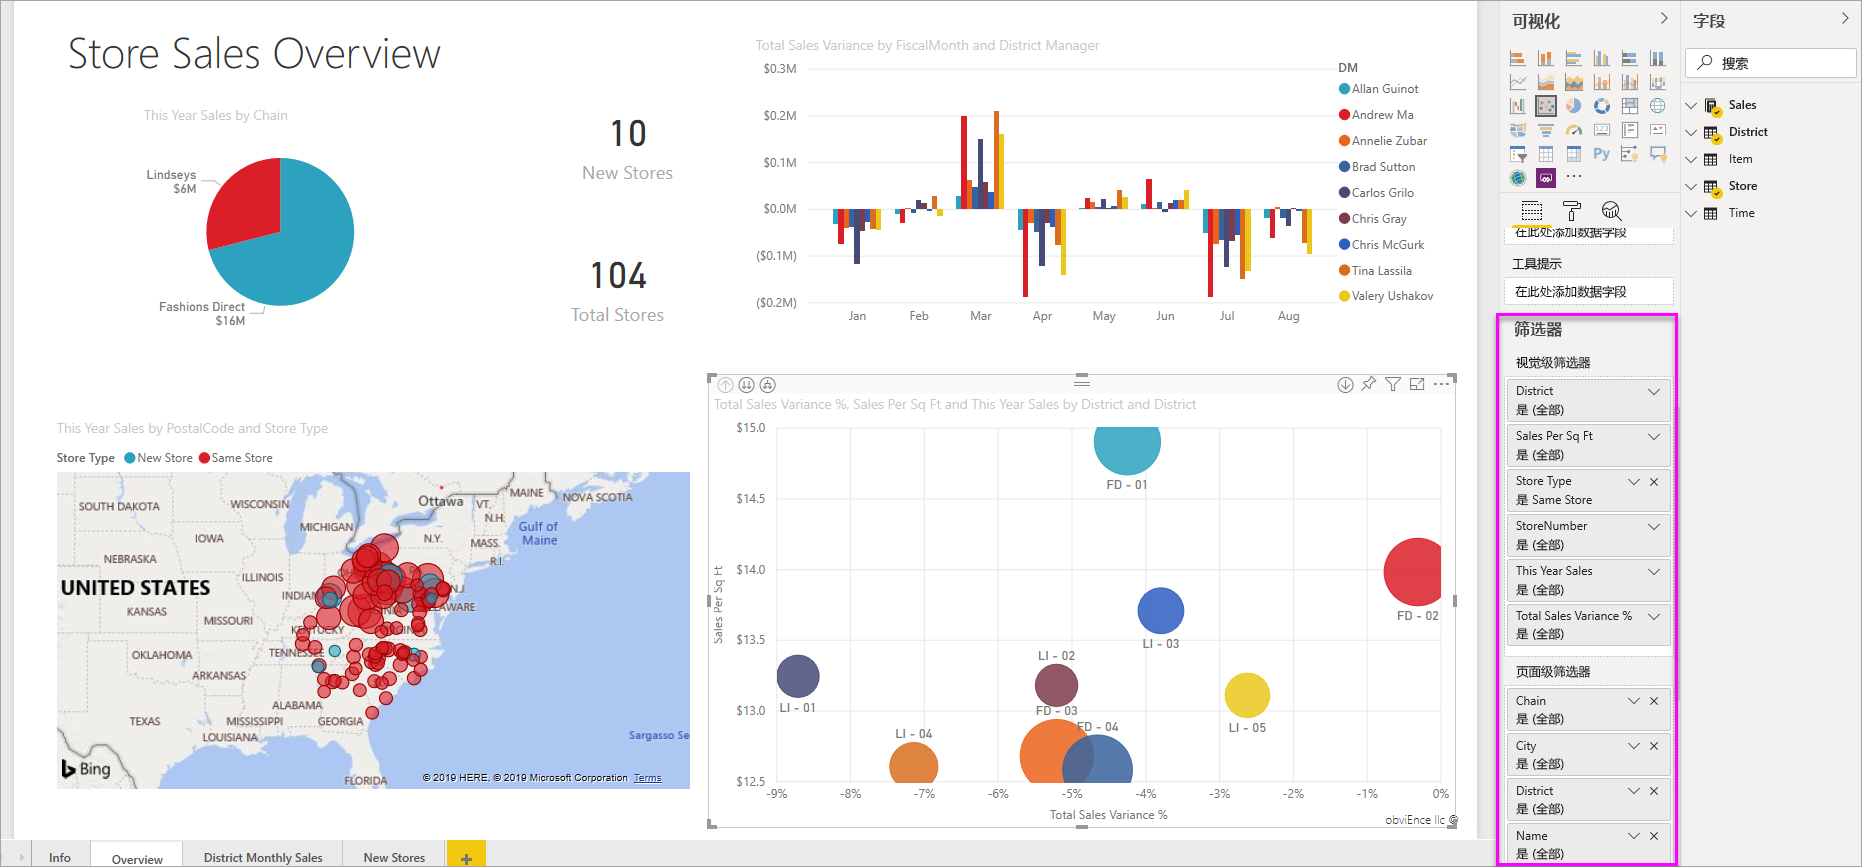 Store Sales Overview
This Year Sales by Chain
Lindseys
$6M
Fashions Direct
$16M
10
New Stores
104
Total Stores
Total Sales Variance by FiscalMonth and District Manager
$0.3M
$0.2M
$0.1M
$0.0M
($0.1M)
($0.2M)
Jan Feb Mar Apr May Jun Jul Aug
DM
Allan Guinot
Andrew Ma
Annelie Zubar
Brad Sutton
Carlos Grilo
Chris Gray
Chris McGurk
Tina Lassila
Valery Ushakov
This Year Sales by PostalCode and Store Type
Store Type New Store Same Store
Ottawa
MAINE
NOVA SCOTIA
SOUTH DAKOTA
WISCONSIN
VT.
N.H.
MICHIGAN
Gulf of
Maine
IOWA
N.Y.
MASS.
NEBRASKA
R.I.
ILLINOIS
UNITED STATES
INDIAN
N.J.
KANSAS
DELAWARE
MISSOURI
KENTUCKY
OKLAHOMA
TENNESSEE
ARKANSAS
ALABAMA
TEXAS
MISSISSIPPI
GEORGIA
LOUISIANA
Sargasso Se
Bing
FLORIDA
© 2019 HERE, © 2019 Microsoft Corporation Terms
Total Sales Variance %, Sales Per Sq Ft and This Year Sales by District and District
Sales Per Sq Ft
$15.0
$14.5
$14.0
$13.5
$13.0
$12.5
FD - 01
FD - 02
LI - 03
LI - 02
LI - 01
FD - 03
FD - 04
LI - 05
LI - 04
-9% -8% -7% -6% -5% -4% -3% -2% -1% 0%
Total Sales Variance %
obviEnce llc ©
Info
Overview
District Monthly Sales
New Stores
+
可视化
Py
在此处添加数据字段
工具提示
在此处添加数据字段
筛选器
视觉级筛选器
District
是 (全部)
Sales Per Sq Ft
是 (全部)
Store Type
是 Same Store
StoreNumber
是 (全部)
This Year Sales
是 (全部)
Total Sales Variance %
是 (全部)
页面级筛选器
Chain
是 (全部)
City
是 (全部)
District
是 (全部)
Name
是 (全部)
字段
搜索
Sales
District
Item
Store
Time